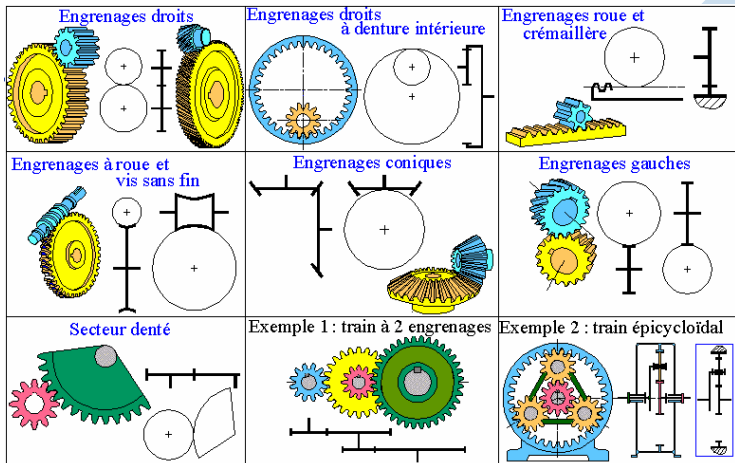 Engrenages droits
Engrenages droits
à denture intérieure
Engrenages roue et
crémaillère
Engrenages à roue et
vis sans fin
Engrenages coniques
Engrenages gauches
Secteur denté
Exemple 1 : train à 2 engrenages
Exemple 2 : train épicycloïdal